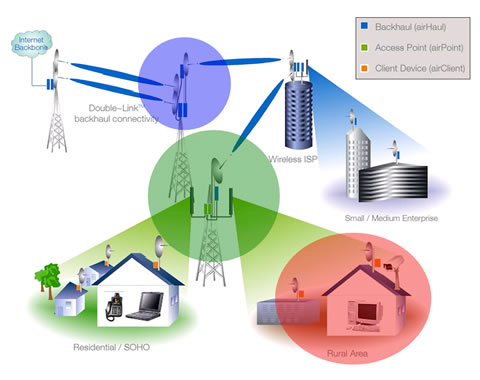 Backhaul (airHaul)
Access Point (airPoint)
Client Device (airClient)
Internet
Backbone
Double~Link™
backhaul connectivity
Wireless ISP
Small / Medium Enterprise
Residential / SOHO
Rural Area